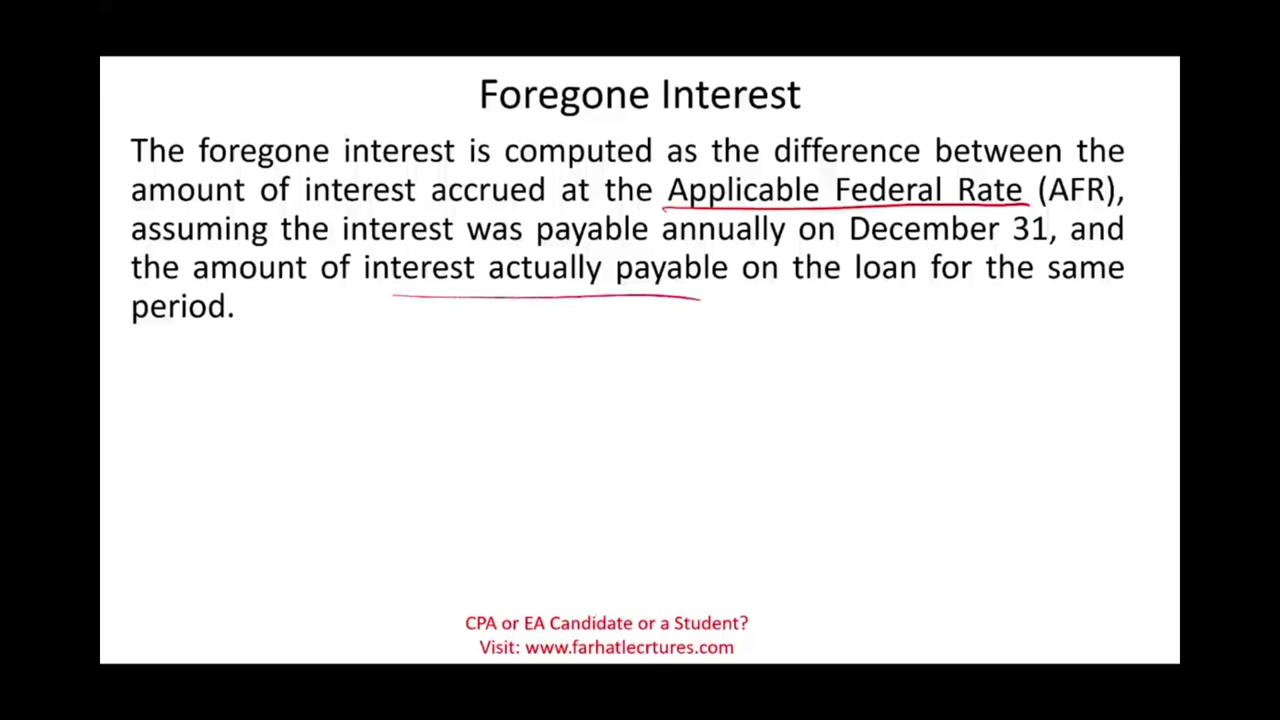 Foregone Interest
The foregone interest is computed as the difference between the
amount of interest accrued at the Applicable Federal Rate (AFR),
assuming the interest was payable annually on December 31, and
the amount of interest actually payable on the loan for the same
period.
CPA or EA Candidate or a Student?
Visit: www.farhatlecrtures.com